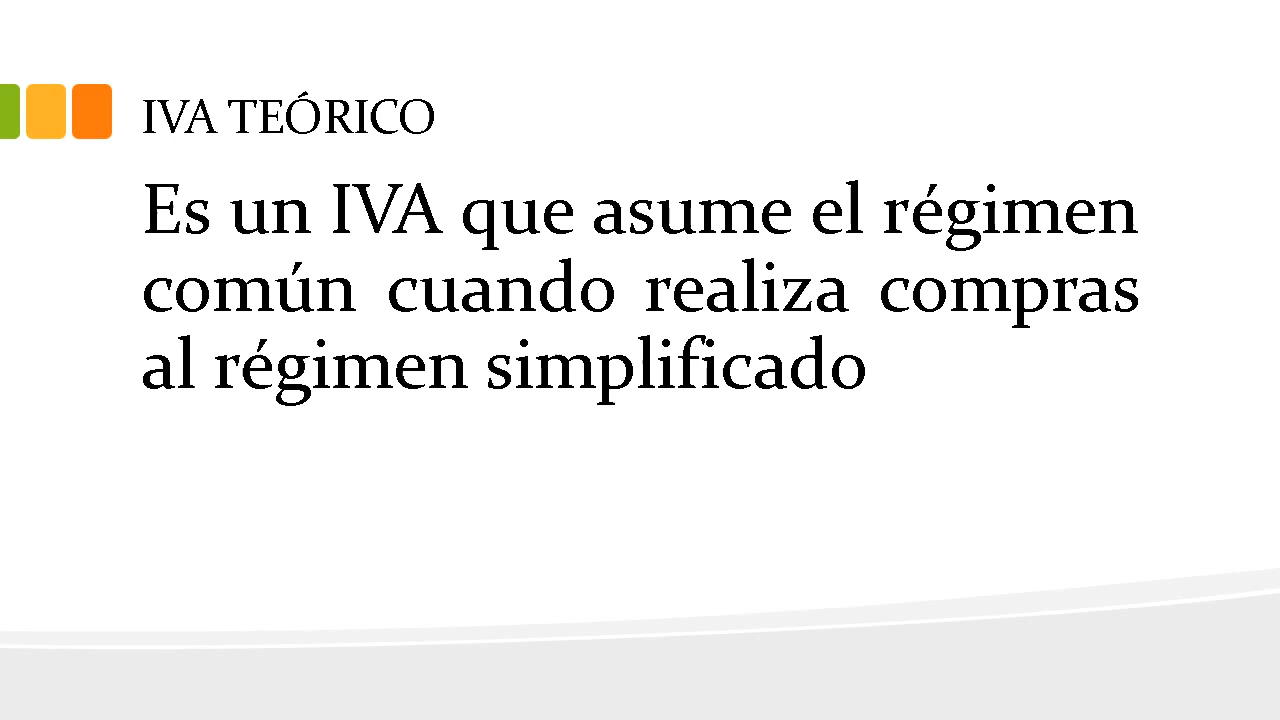 IVA TEÓRICO
Es un IVA que asume el régimen
común cuando realiza compras
al régimen simplificado